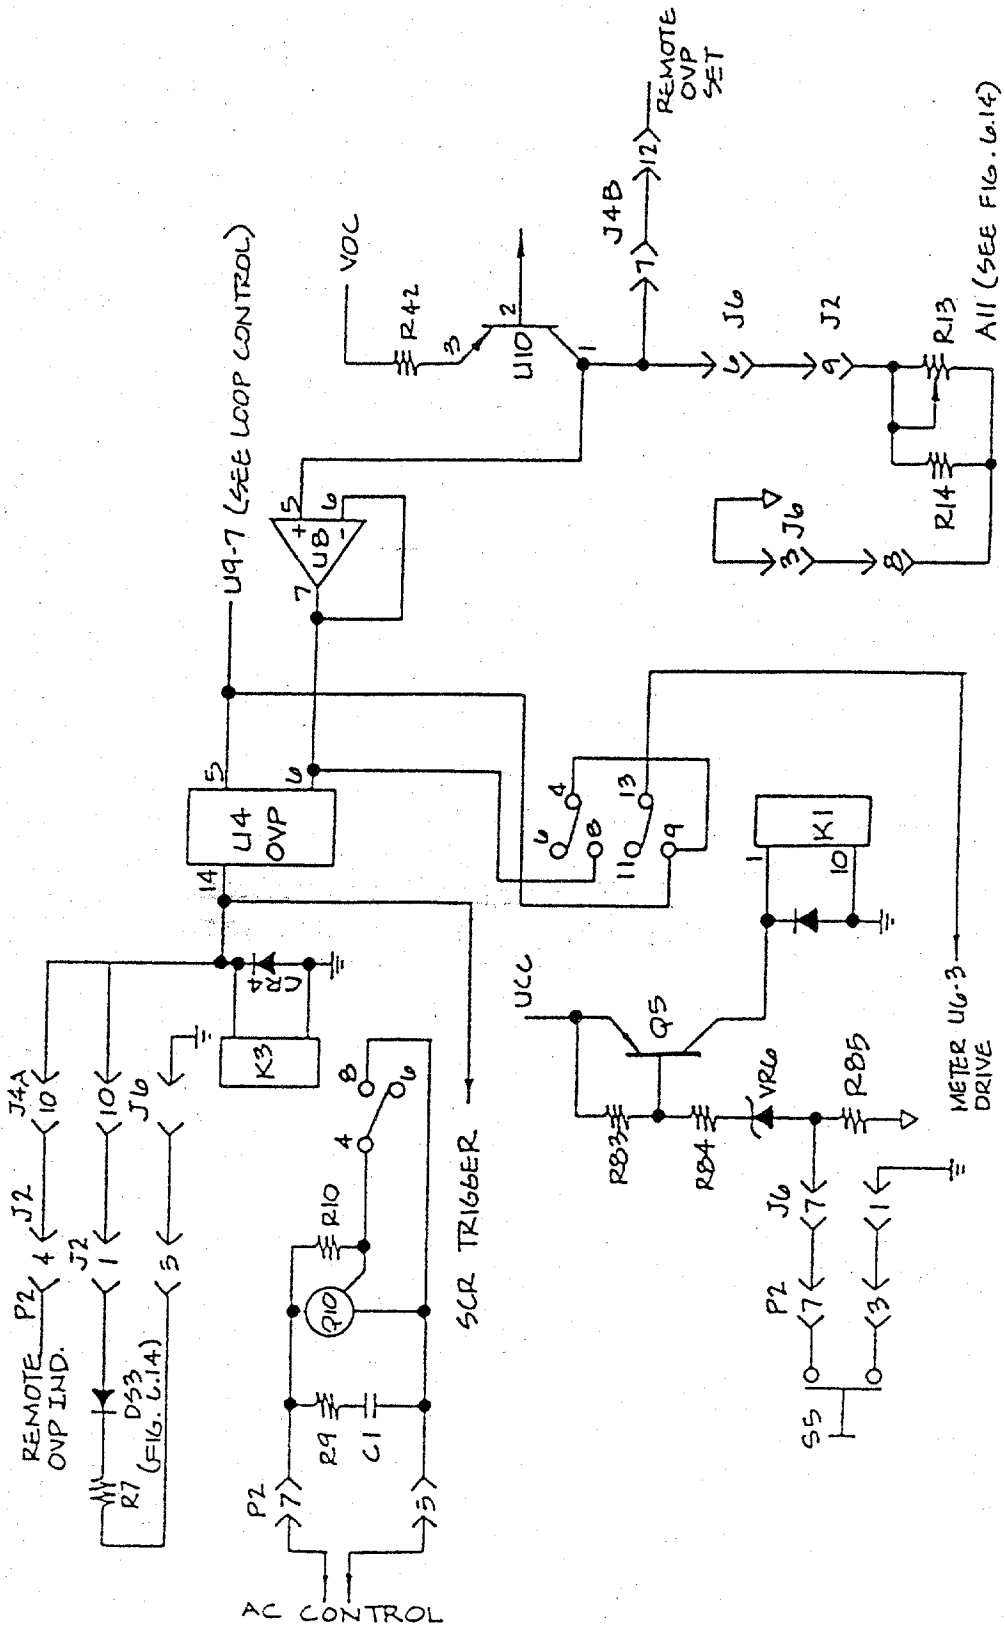 REMOTE
OVP IND.
P2
4
J2
J4A
10
J2
1
10
R7
DS3
(FIG. 6.14)
5
J6
K3
CR4
14
U4
OVP
5
6
U9-7 (SEE LOOP CONTROL)
7
U8
+
-
5
6
VOC
R42
3
2
U10
1
J4B
7
12
REMOTE
OVP
SET
J6
6
J2
9
R13
R14
J6
3
8
A11 (SEE FIG. 6.14)
AC CONTROL
P2
7
5
R9
C1
Q10
R10
4
8
6
SCR TRIGGER
6
4
8
11
13
9
UCC
Q5
R83
R84
VR6
R85
1
10
K1
S5
P2
7
3
J6
7
1
METER U6-3
DRIVE